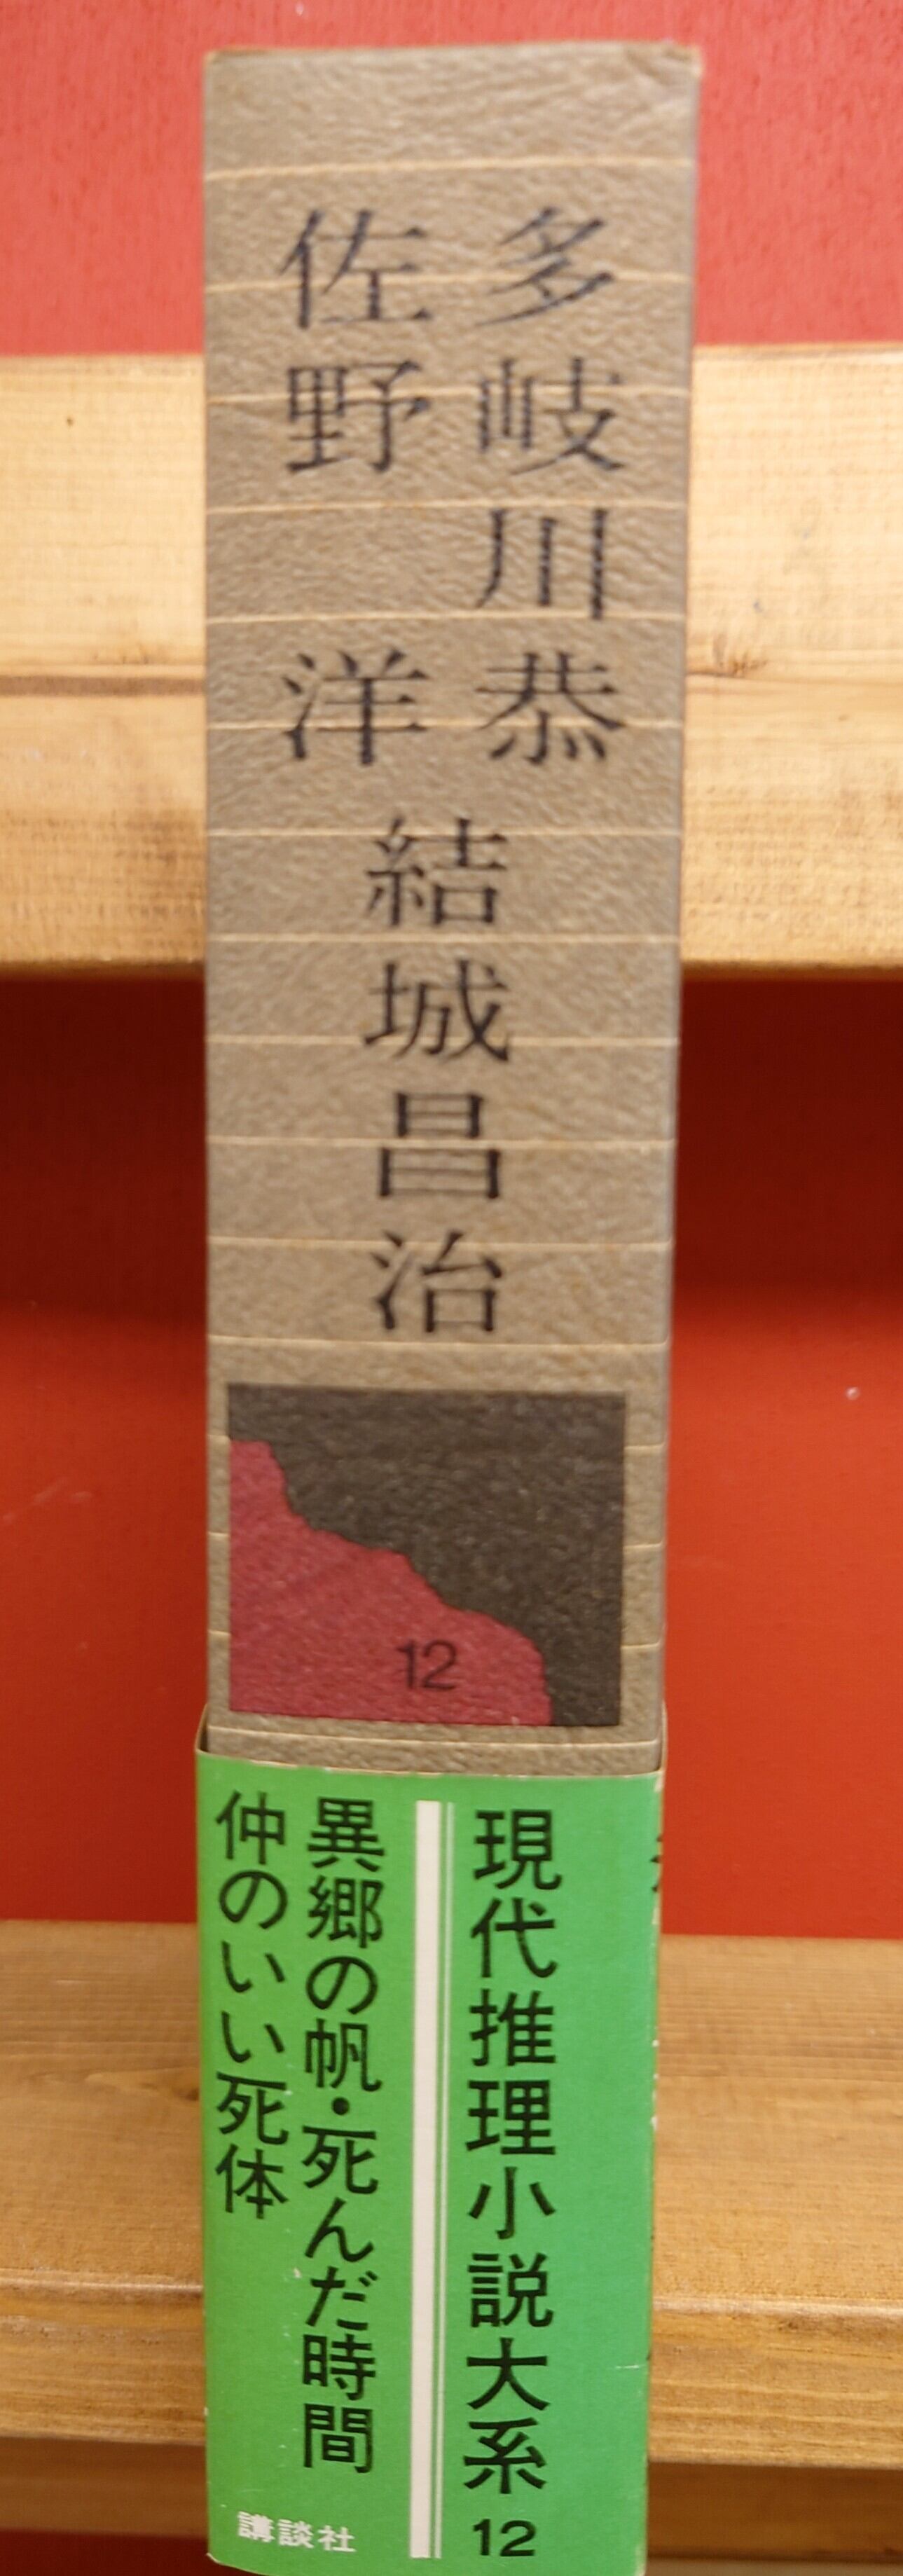 多岐川恭
佐野洋
結城昌治
12
現代推理小説大系12
異郷の帆・死んだ時間
仲のいい死体
講談社